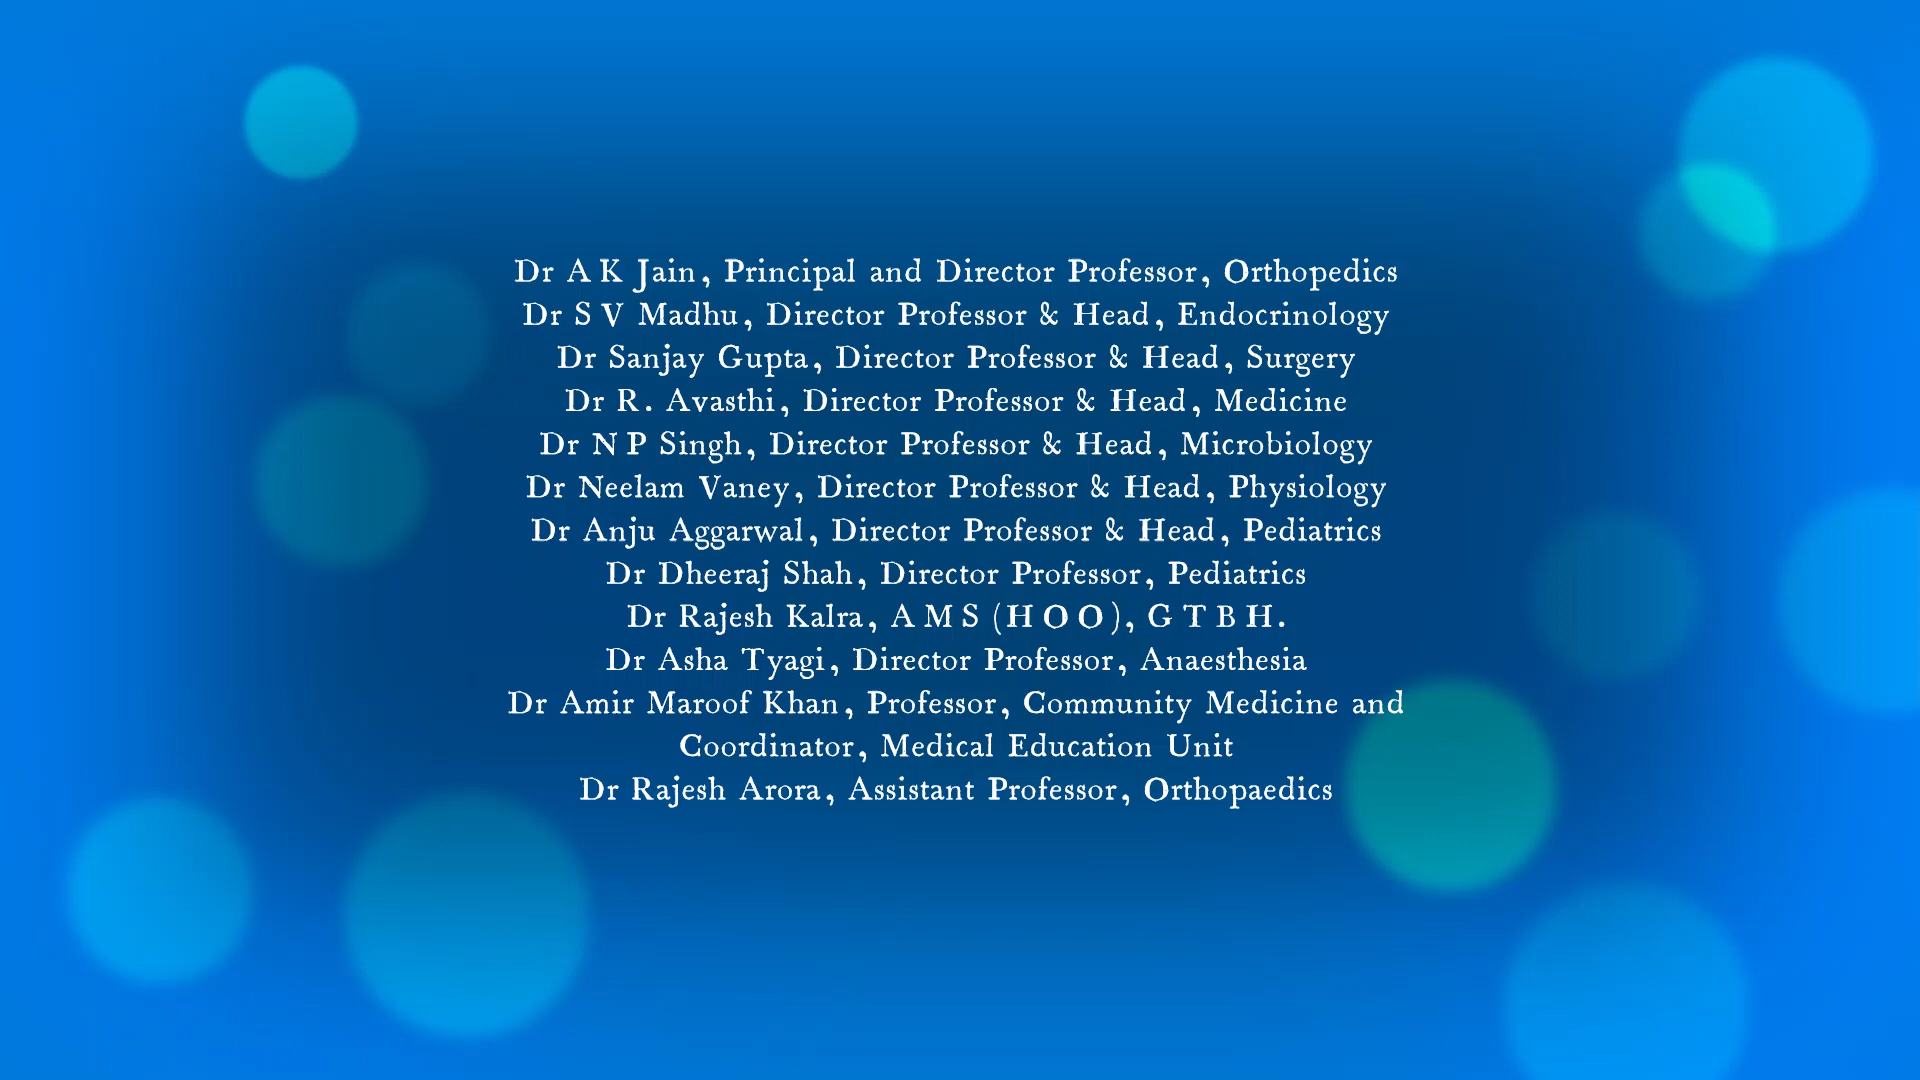 Dr A K Jain, Principal and Director Professor, Orthopedics
Dr S V Madhu, Director Professor & Head, Endocrinology
Dr Sanjay Gupta, Director Professor & Head, Surgery
Dr R. Avasthi, Director Professor & Head, Medicine
Dr N P Singh, Director Professor & Head, Microbiology
Dr Neelam Vaney, Director Professor & Head, Physiology
Dr Anju Aggarwal, Director Professor & Head, Pediatrics
Dr Dheeraj Shah, Director Professor, Pediatrics
Dr Rajesh Kalra, A M S (H O O), G T B H.
Dr Asha Tyagi, Director Professor, Anaesthesia
Dr Amir Maroof Khan, Professor, Community Medicine and
Coordinator, Medical Education Unit
Dr Rajesh Arora, Assistant Professor, Orthopaedics